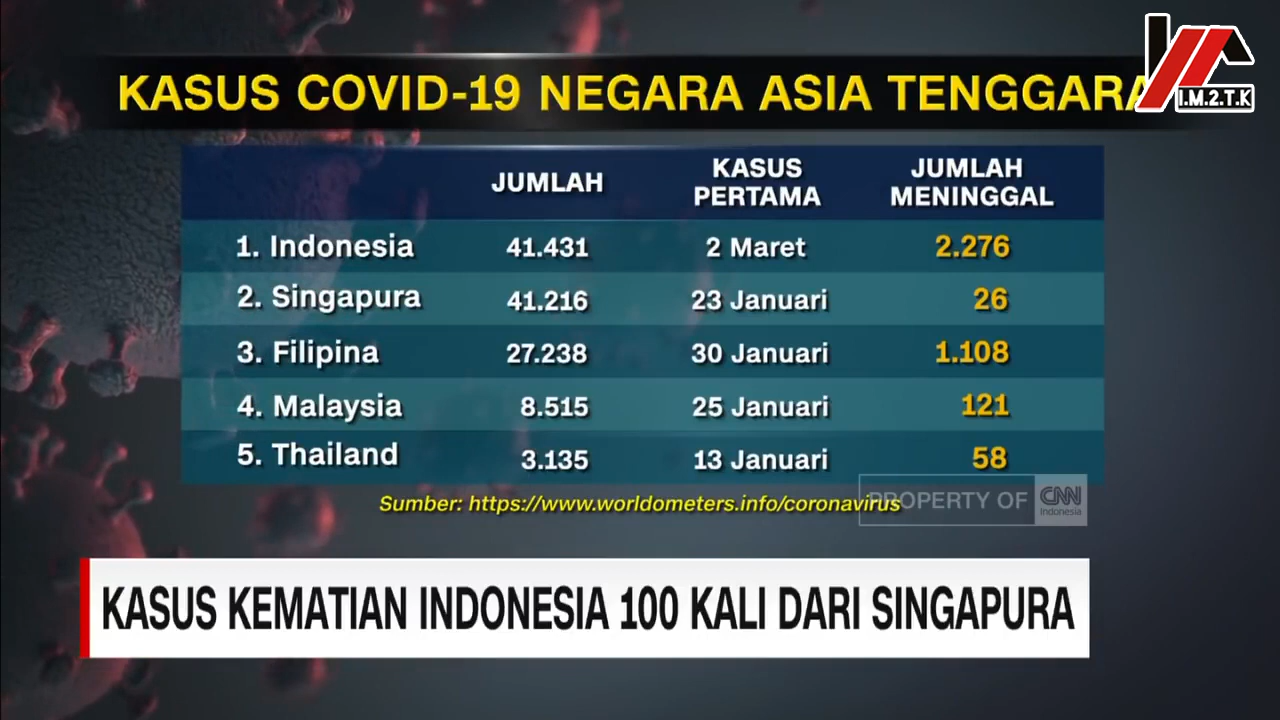 I.M.2.T.K
KASUS COVID-19 NEGARA ASIA TENGGARA
JUMLAH KASUS PERTAMA JUMLAH MENINGGAL
1. Indonesia 41.431 2 Maret 2.276
2. Singapura 41.216 23 Januari 26
3. Filipina 27.238 30 Januari 1.108
4. Malaysia 8.515 25 Januari 121
5. Thailand 3.135 13 Januari 58
Sumber: https://www.worldometers.info/coronavirus
PROPERTY OF CNN Indonesia
KASUS KEMATIAN INDONESIA 100 KALI DARI SINGAPURA